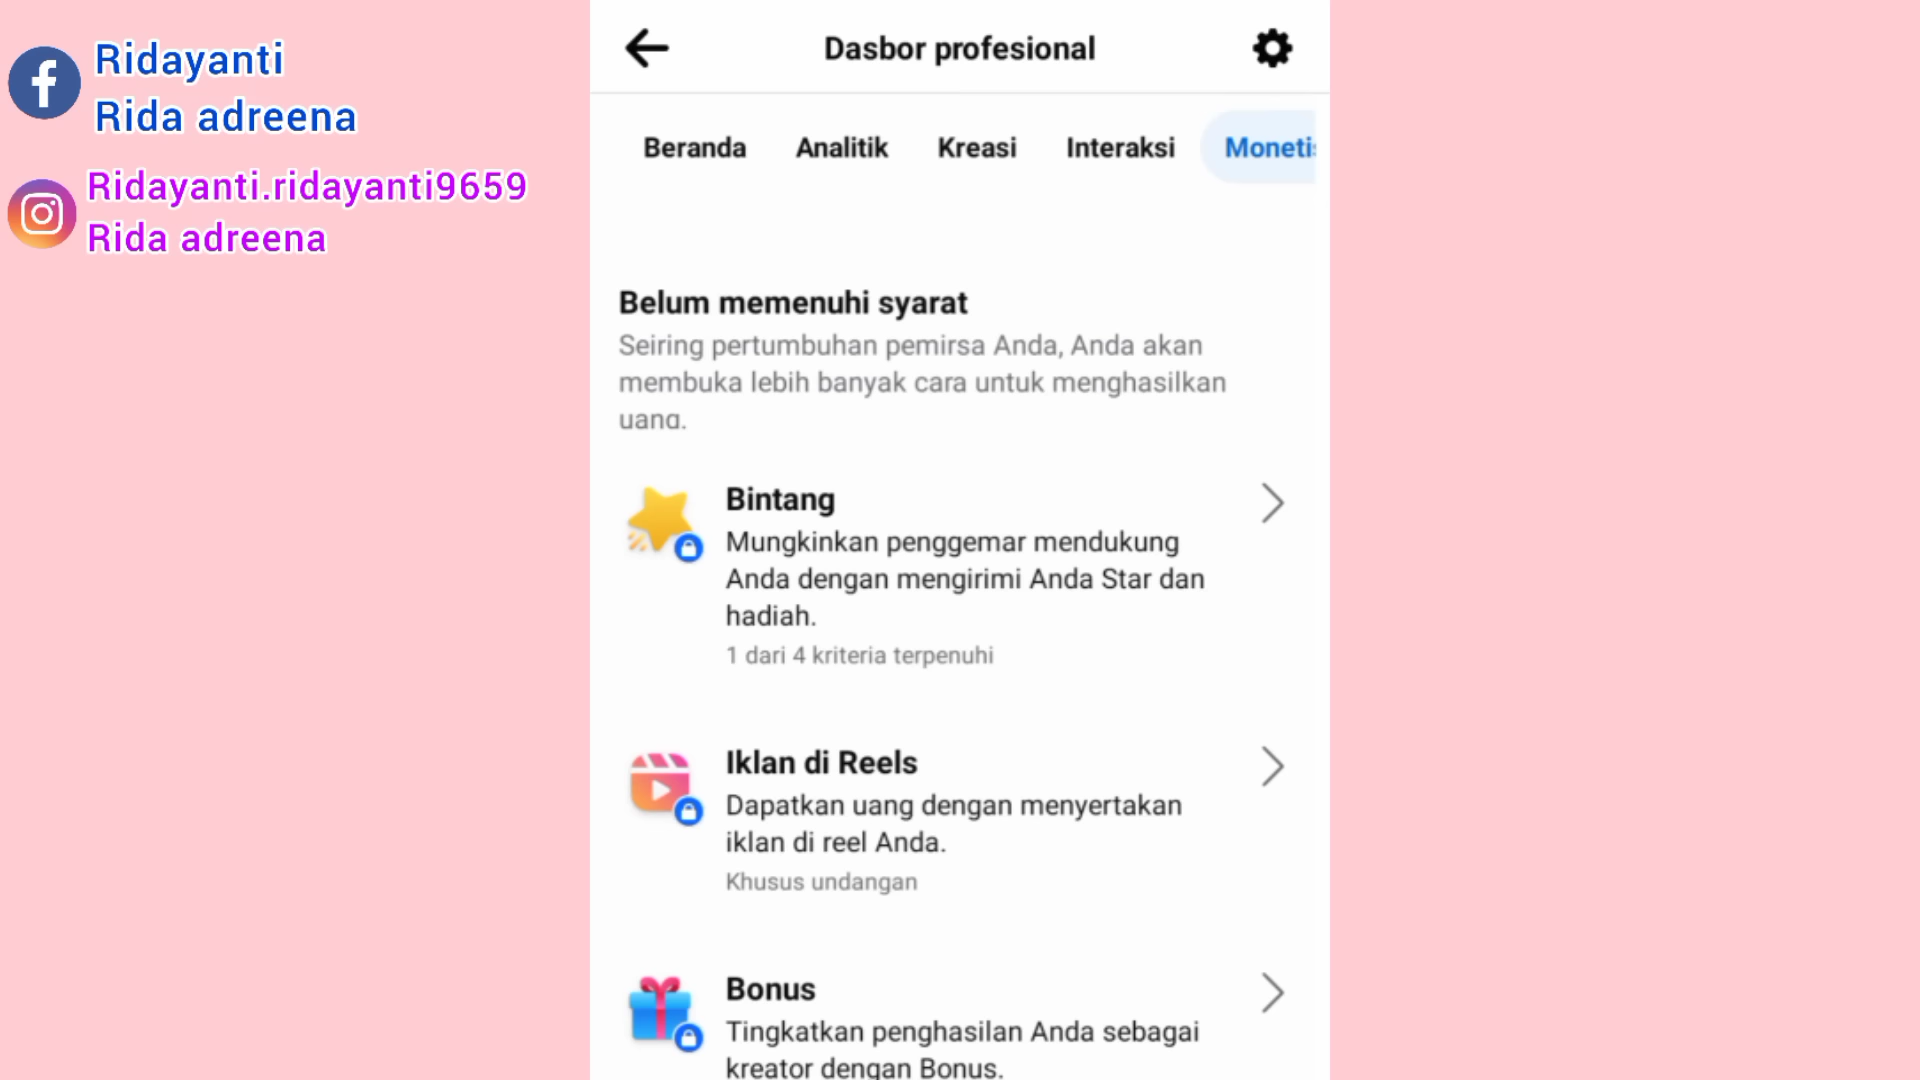 Ridayanti
Rida adreena
Ridayanti.ridayanti9659
Rida adreena
Dasbor profesional
Beranda Analitik Kreasi Interaksi Moneti
Belum memenuhi syarat
Seiring pertumbuhan pemirsa Anda, Anda akan
membuka lebih banyak cara untuk menghasilkan
uang.
Bintang
Mungkinkan penggemar mendukung
Anda dengan mengirimi Anda Star dan
hadiah.
1 dari 4 kriteria terpenuhi
Iklan di Reels
Dapatkan uang dengan menyertakan
iklan di reel Anda.
Khusus undangan
Bonus
Tingkatkan penghasilan Anda sebagai
kreator dengan Bonus.